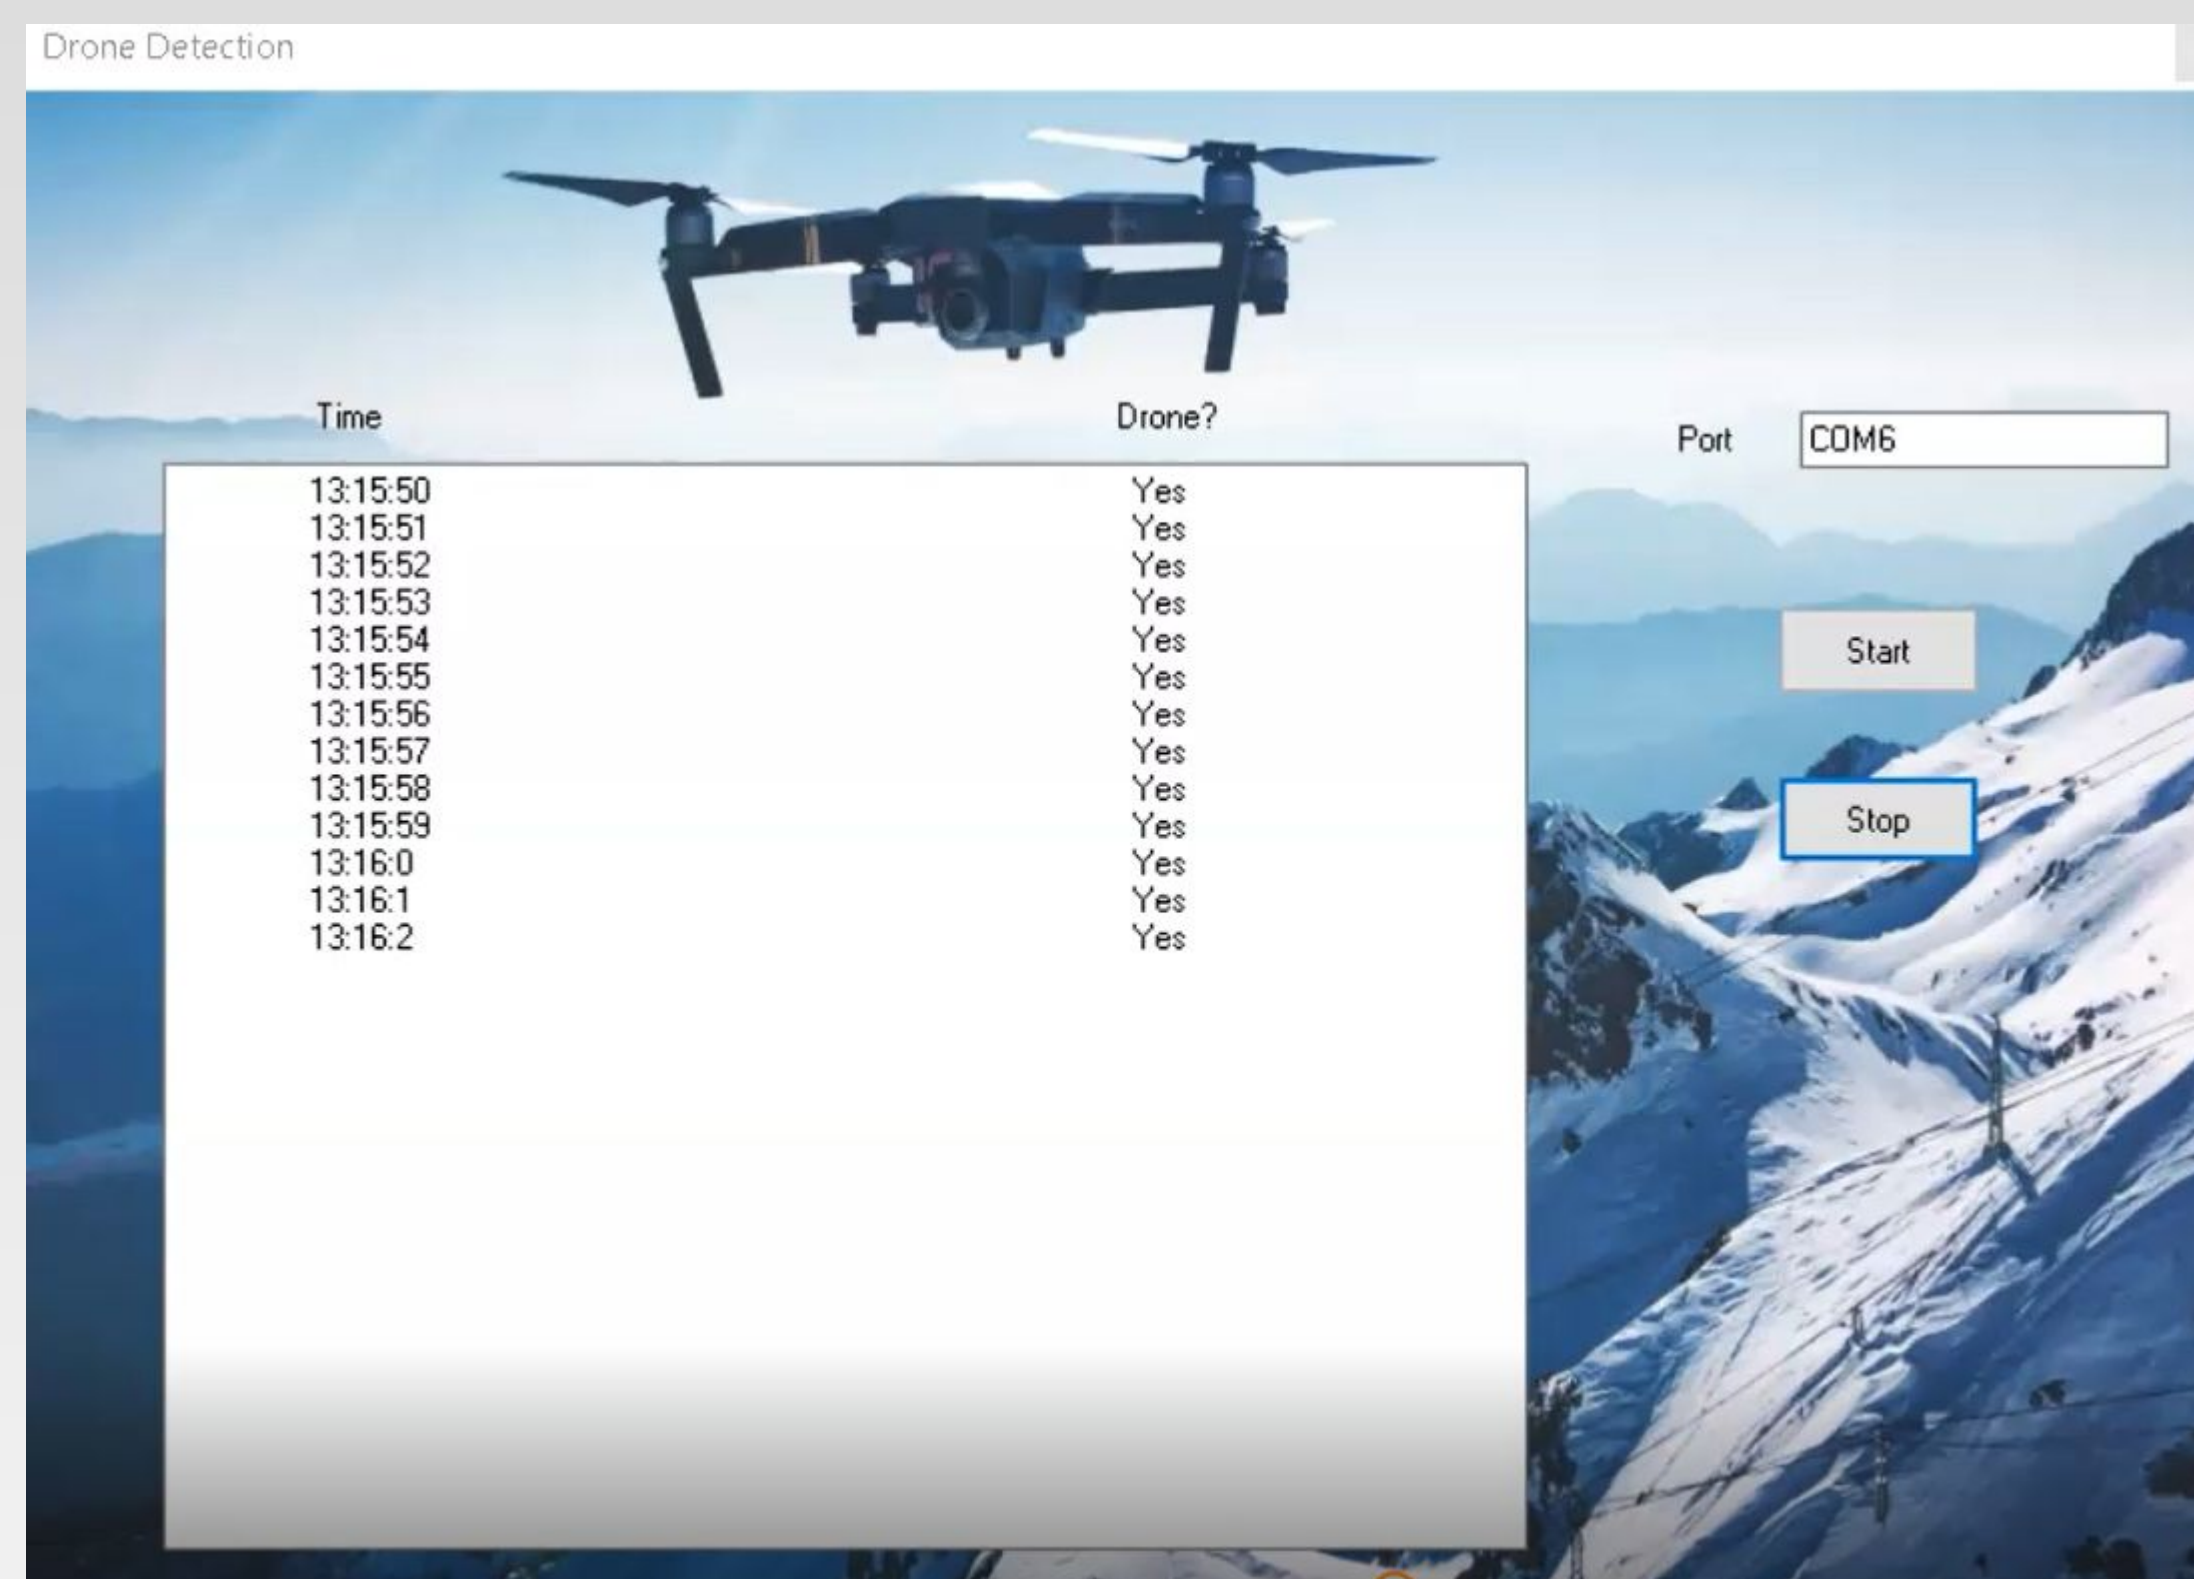 Drone Detection
Time Drone?
Port COM6
13:15:50 Yes
13:15:51 Yes
13:15:52 Yes
13:15:53 Yes
13:15:54 Yes
13:15:55 Yes
13:15:56 Yes
13:15:57 Yes
13:15:58 Yes
13:15:59 Yes
13:16:0 Yes
13:16:1 Yes
13:16:2 Yes
Start
Stop